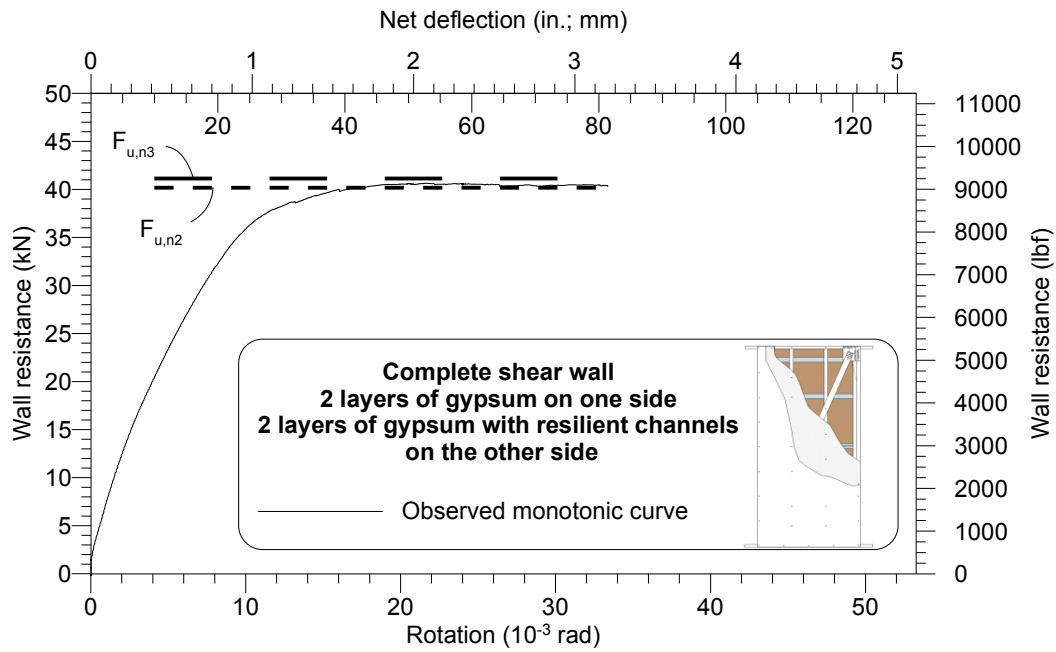 Net deflection (in.; mm)
0 1 2 3 4 5
20 40 60 80 100 120
50
45
40
35
30
25
20
15
10
5
0
Wall resistance (kN)
F_u,n3
F_u,n2
11000
10000
9000
8000
7000
6000
5000
4000
3000
2000
1000
0
Wall resistance (lbf)
Complete shear wall
2 layers of gypsum on one side
2 layers of gypsum with resilient channels
on the other side
Observed monotonic curve
0 10 20 30 40 50
Rotation (10⁻³ rad)